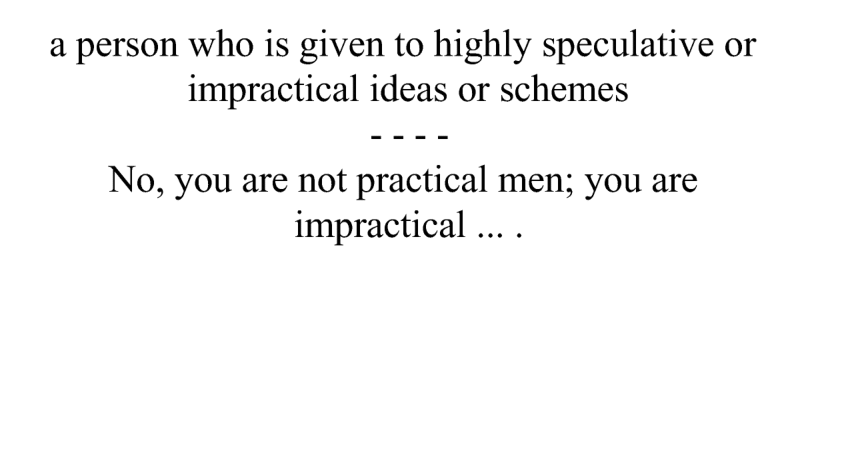 a person who is given to highly speculative or
impractical ideas or schemes
- - - -
No, you are not practical men; you are
impractical ... .